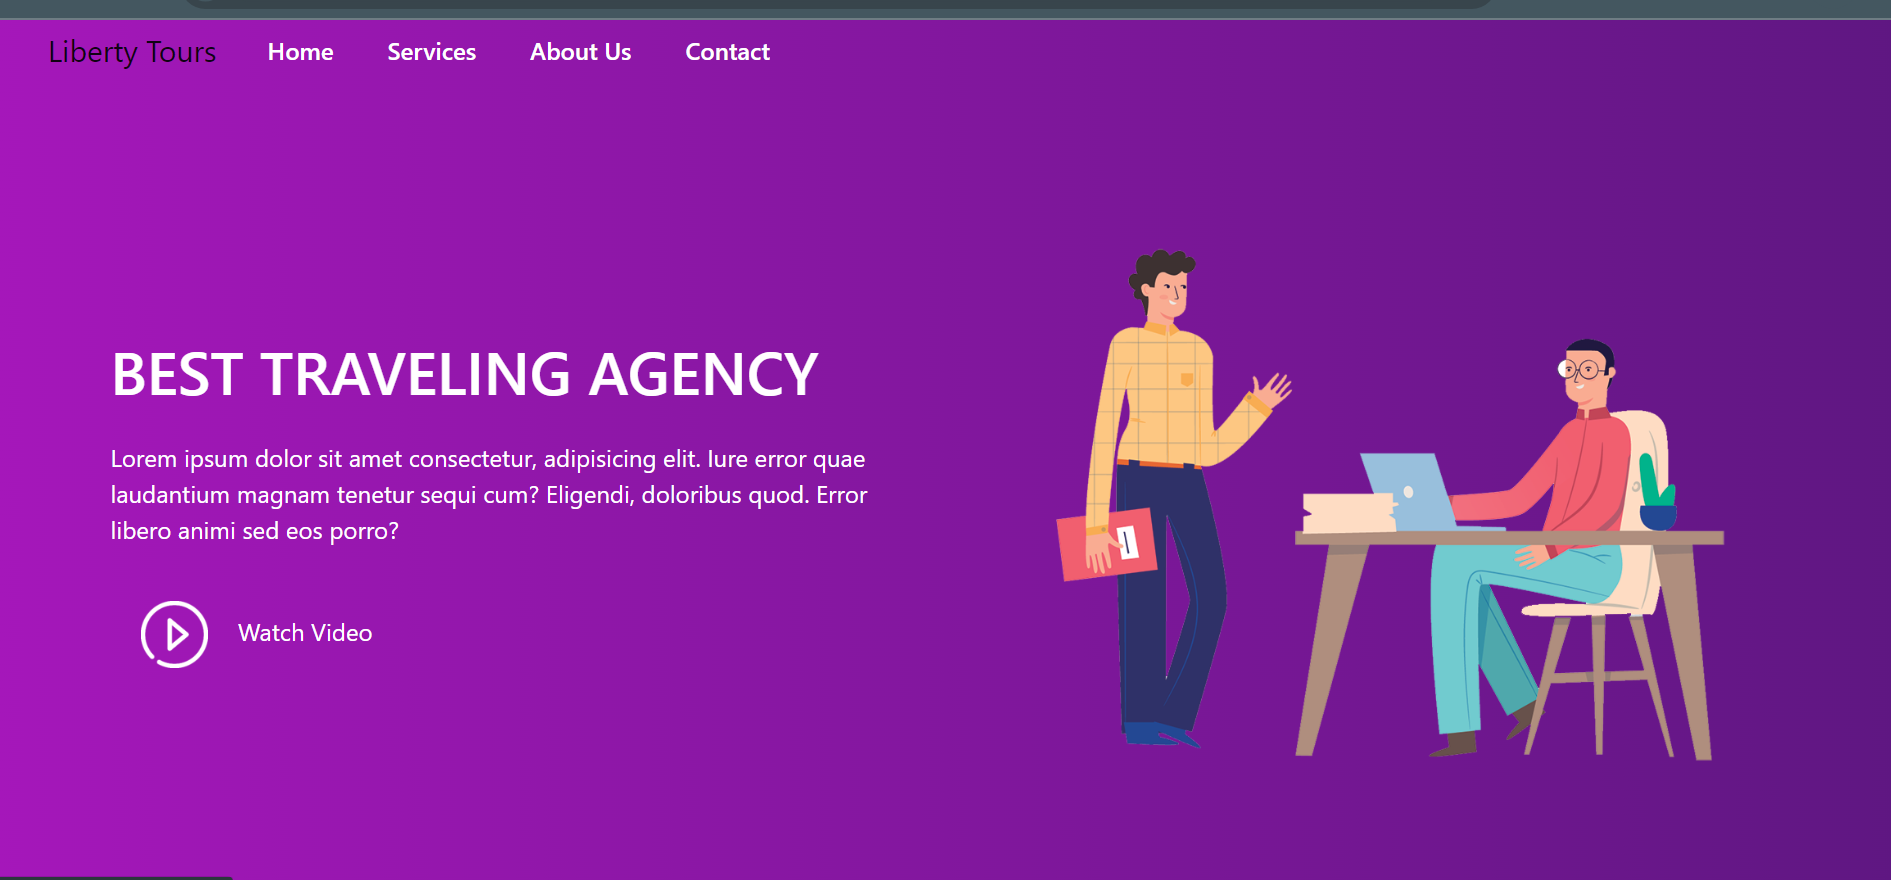 Liberty Tours Home Services About Us Contact
BEST TRAVELING AGENCY
Lorem ipsum dolor sit amet consectetur, adipisicing elit. Iure error quae
laudantium magnam tenetur sequi cum? Eligendi, doloribus quod. Error
libero animi sed eos porro?
Watch Video